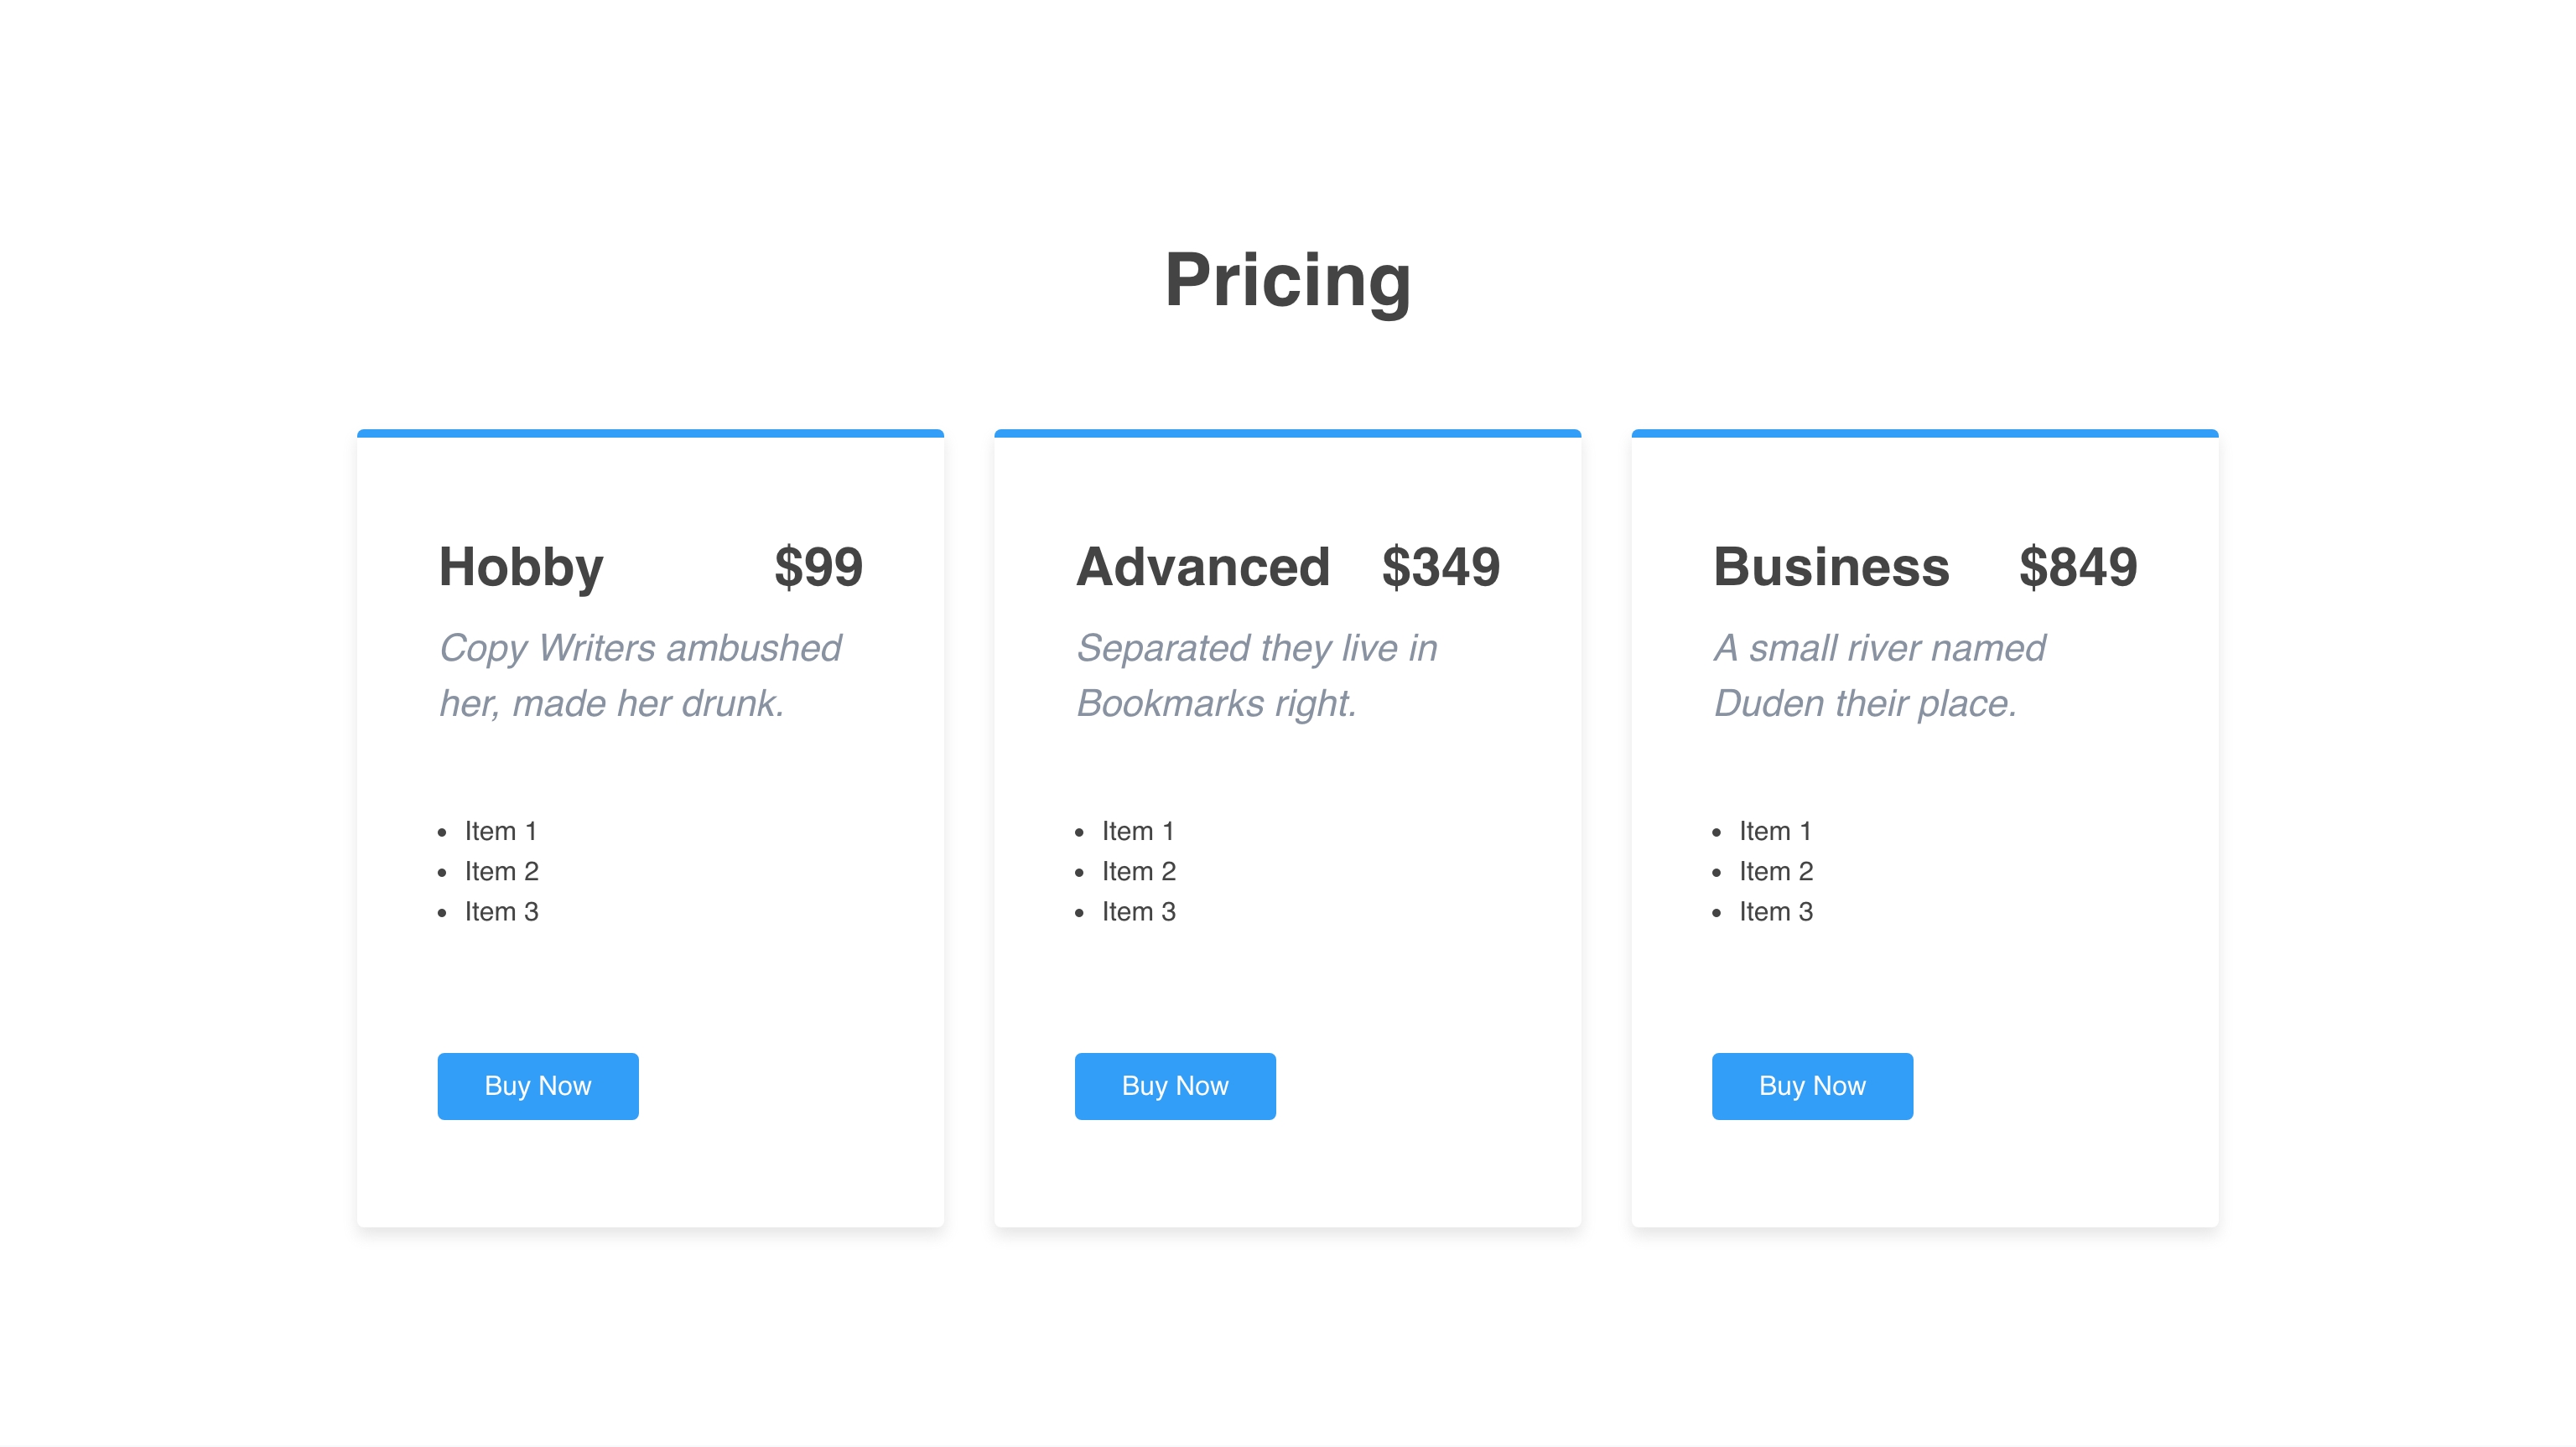 Pricing
Hobby $99
Copy Writers ambushed
her, made her drunk.
• Item 1
• Item 2
• Item 3
Buy Now
Advanced $349
Separated they live in
Bookmarks right.
• Item 1
• Item 2
• Item 3
Buy Now
Business $849
A small river named
Duden their place.
• Item 1
• Item 2
• Item 3
Buy Now